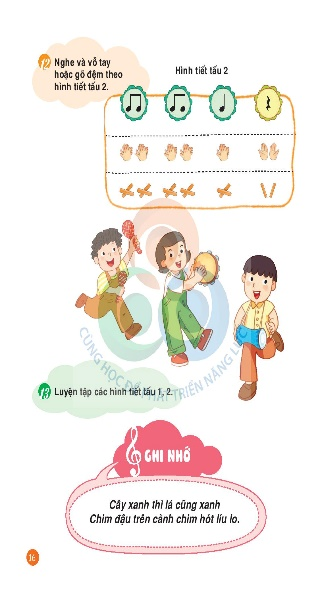 12 Nghe và vỗ tay
hoặc gõ đệm theo
hình tiết tấu 2.
Hình tiết tấu 2
CÙNG HỌC ĐỂ PHÁT TRIỂN NĂNG L
13 Luyện tập các hình tiết tấu 1, 2.
GHI NHỚ
Cây xanh thì lá cũng xanh
Chim đậu trên cành chim hót líu lo.
16